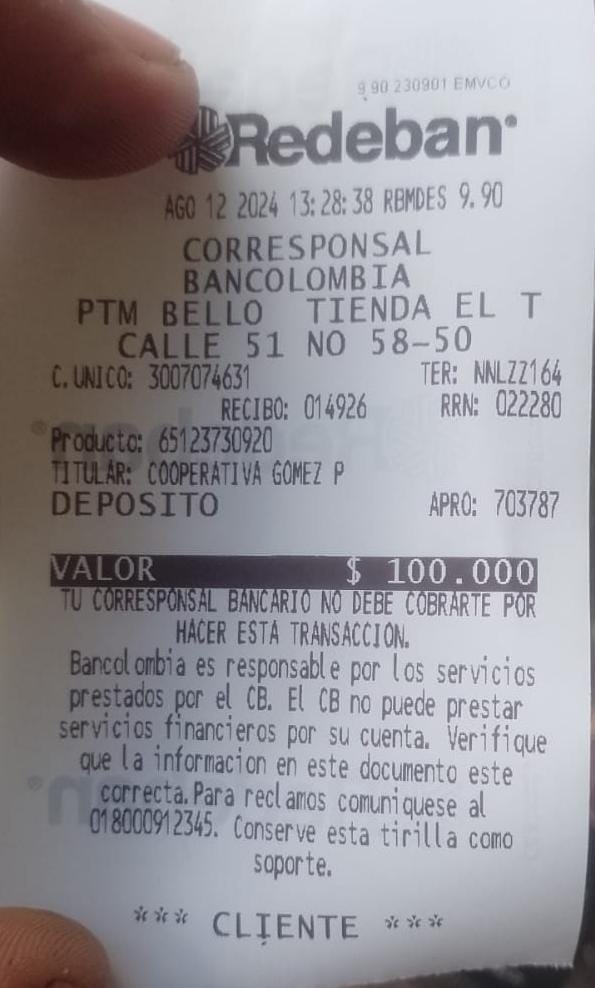 9.90 230901 EMVCO
Redeban®
AGO 12 2024 13:28:38 RBMDES 9.90
CORRESPONSAL
BANCOLOMBIA
PTM BELLO TIENDA EL T
CALLE 51 NO 58-50
C.UNICO: 3007074631 TER: NNLZZ164
RECIBO: 014926 RRN: 022280
Producto: 65123730920
TITULAR: COOPERATIVA GOMEZ P
DEPOSITO APRO: 703787
VALOR $ 100.000
TU CORRESPONSAL BANCARIO NO DEBE COBRARTE POR
HACER ESTA TRANSACCION.
Bancolombia es responsable por los servicios
prestados por el CB. El CB no puede prestar
servicios financieros por su cuenta. Verifique
que la informacion en este documento este
correcta.Para reclamos comuniquese al
018000912345. Conserve esta tirilla como
soporte.
*** CLIENTE ***